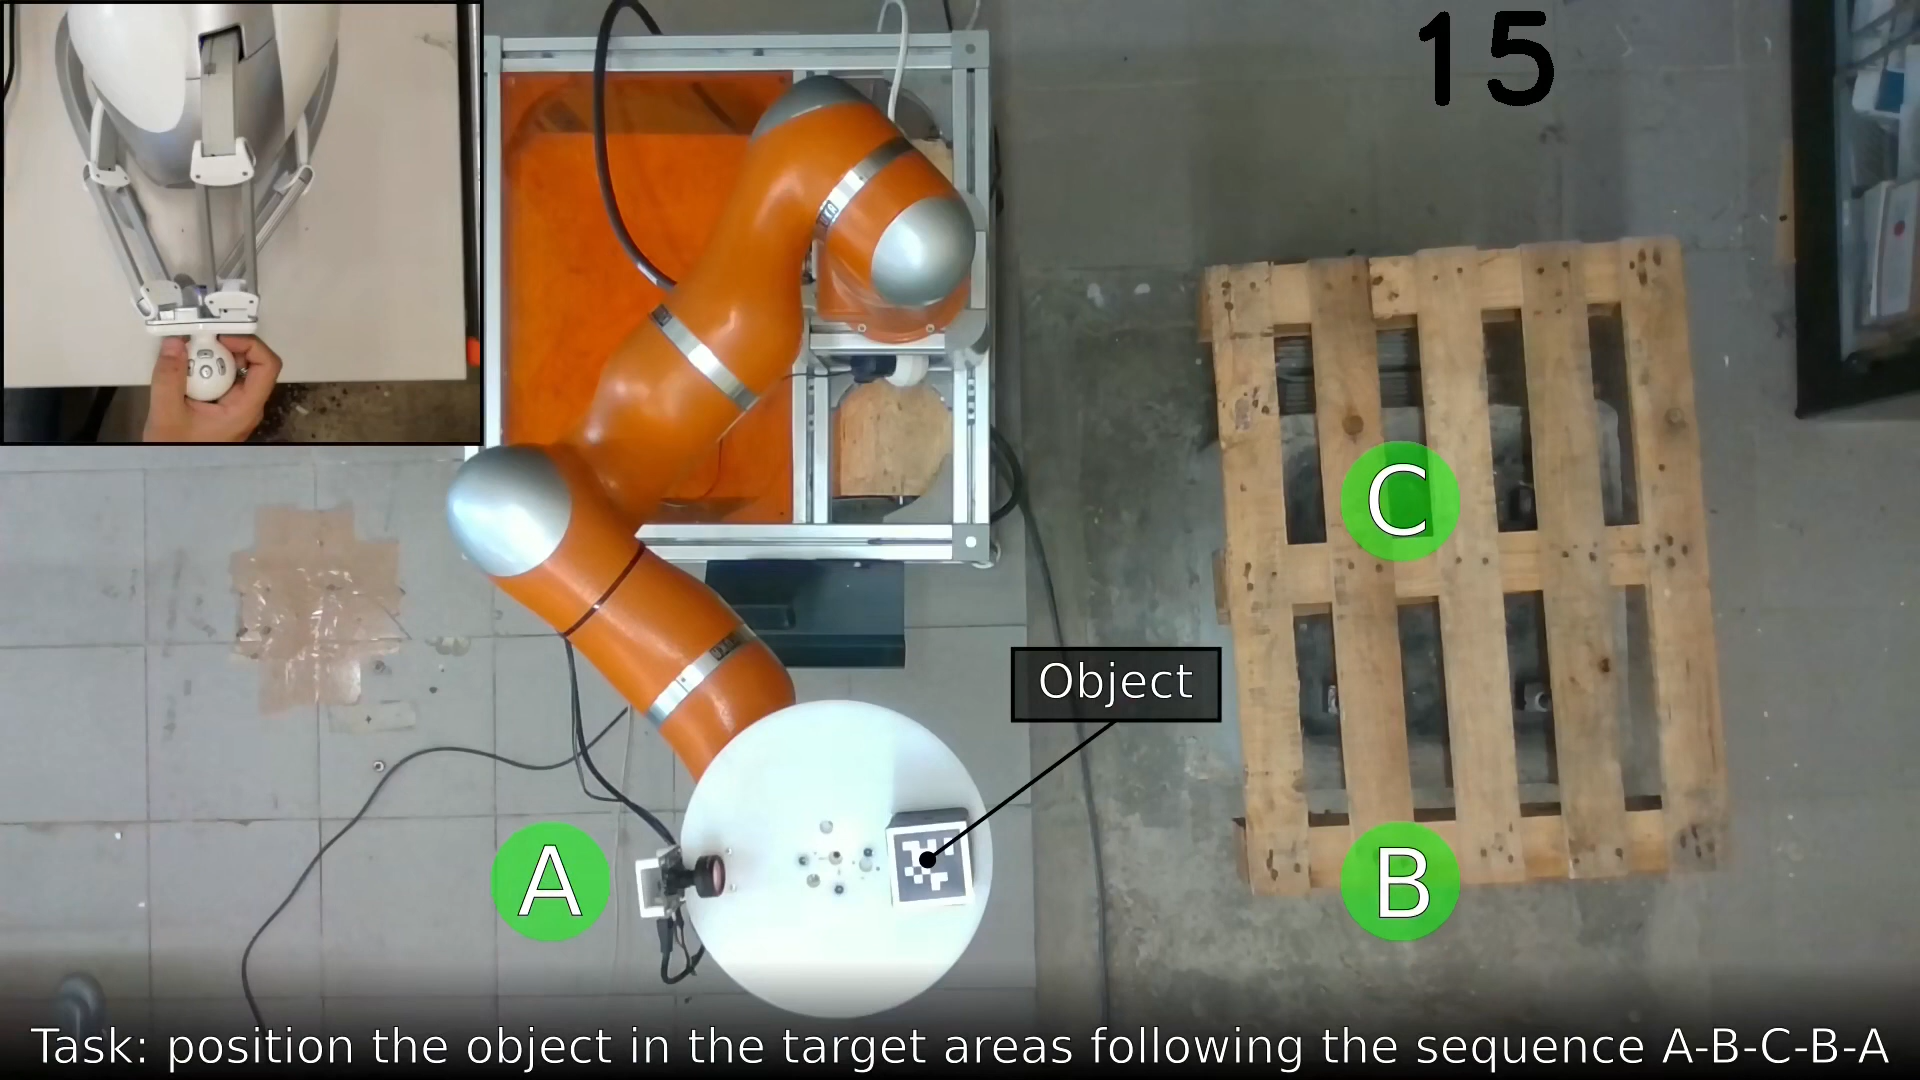 15
C
Object
A
B
Task: position the object in the target areas following the sequence A-B-C-B-A